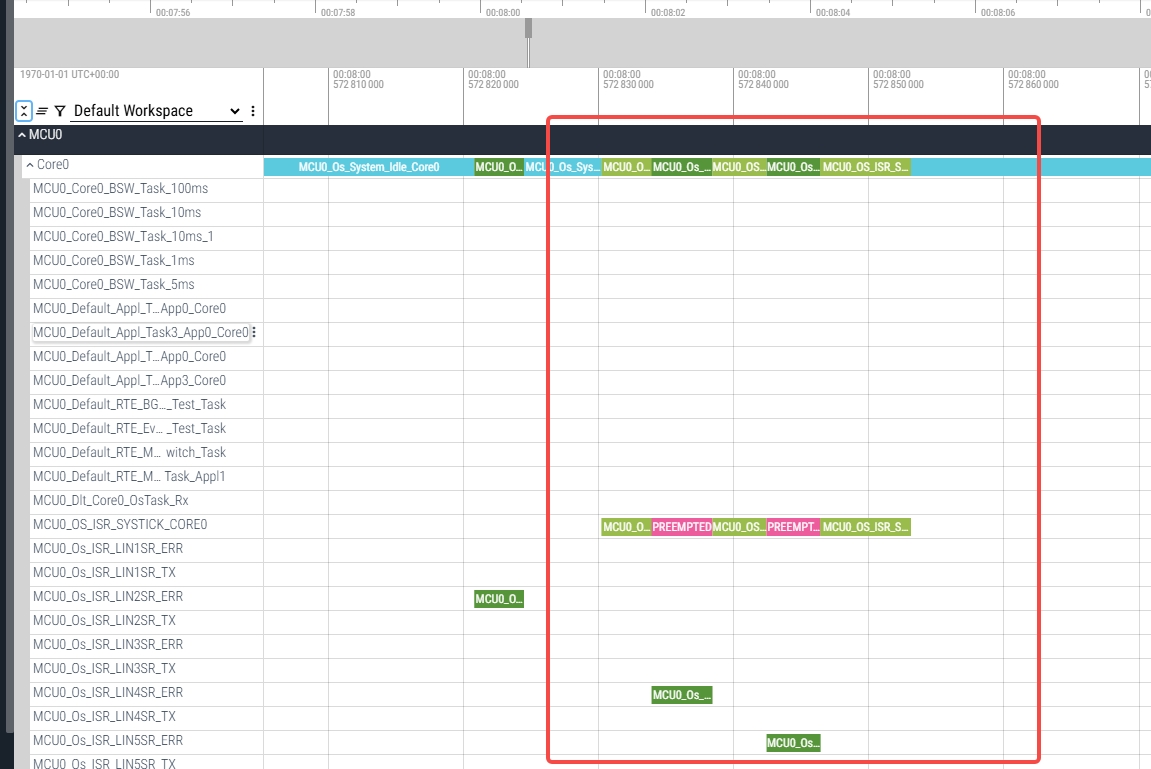 00:07:56
00:07:58
00:08:00
00:08:02
00:08:04
00:08:06
1970-01-01 UTC+00:00
00:08:00
572 810 000
00:08:00
572 820 000
00:08:00
572 830 000
00:08:00
572 840 000
00:08:00
572 850 000
00:08:00
572 860 000
Default Workspace
MCU0
Core0
MCU0_Os_System_Idle_Core0
MCU0_O...
MCU0_Os_Sys...
MCU0_O...
MCU0_Os_...
MCU0_OS...
MCU0_Os...
MCU0_OS_ISR_S...
MCU0_Core0_BSW_Task_100ms
MCU0_Core0_BSW_Task_10ms
MCU0_Core0_BSW_Task_10ms_1
MCU0_Core0_BSW_Task_1ms
MCU0_Core0_BSW_Task_5ms
MCU0_Default_Appl_T...App0_Core0
MCU0_Default_Appl_Task3_App0_Core0
MCU0_Default_Appl_T...App0_Core0
MCU0_Default_Appl_T...App3_Core0
MCU0_Default_RTE_BG..._Test_Task
MCU0_Default_RTE_Ev... _Test_Task
MCU0_Default_RTE_M... witch_Task
MCU0_Default_RTE_M... Task_Appl1
MCU0_Dlt_Core0_OsTask_Rx
MCU0_OS_ISR_SYSTICK_CORE0
MCU0_O...
PREEMPTED
MCU0_OS...
PREEMPT...
MCU0_OS_ISR_S...
MCU0_Os_ISR_LIN1SR_ERR
MCU0_Os_ISR_LIN1SR_TX
MCU0_Os_ISR_LIN2SR_ERR
MCU0_O...
MCU0_Os_ISR_LIN2SR_TX
MCU0_Os_ISR_LIN3SR_ERR
MCU0_Os_ISR_LIN3SR_TX
MCU0_Os_ISR_LIN4SR_ERR
MCU0_Os_...
MCU0_Os_ISR_LIN4SR_TX
MCU0_Os_ISR_LIN5SR_ERR
MCU0_Os...
MCU0_Os_ISR_LIN5SR_TX